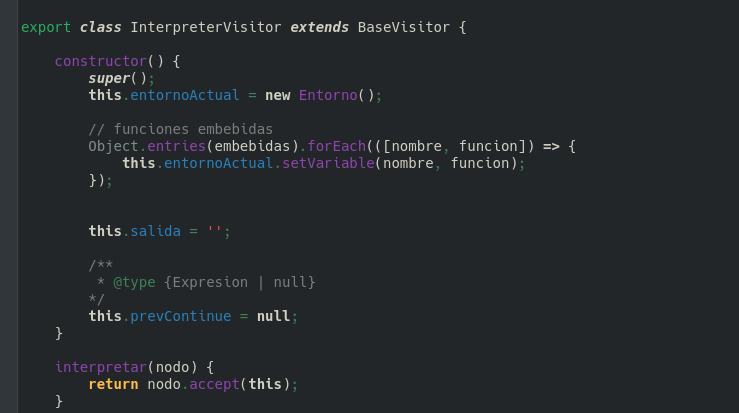 export class InterpreterVisitor extends BaseVisitor {
constructor() {
super();
this.entornoActual = new Entorno();
// funciones embebidas
Object.entries(embebidas).forEach(([nombre, funcion]) => {
this.entornoActual.setVariable(nombre, funcion);
});
this.salida = '';
/**
* @type {Expresion | null}
*/
this.prevContinue = null;
}
interpretar(nodo) {
return nodo.accept(this);
}